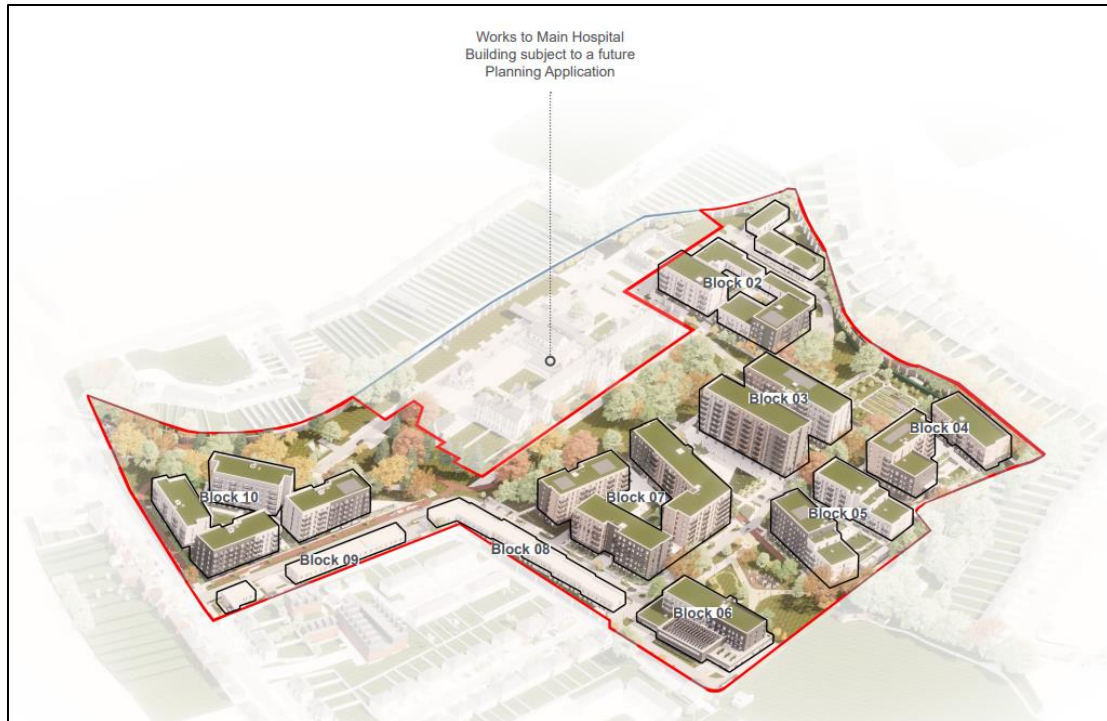 Works to Main Hospital
Building subject to a future
Planning Application
Block 02
Block 03
Block 04
Block 10
Block 07
Block 05
Block 09
Block 08
Block 06